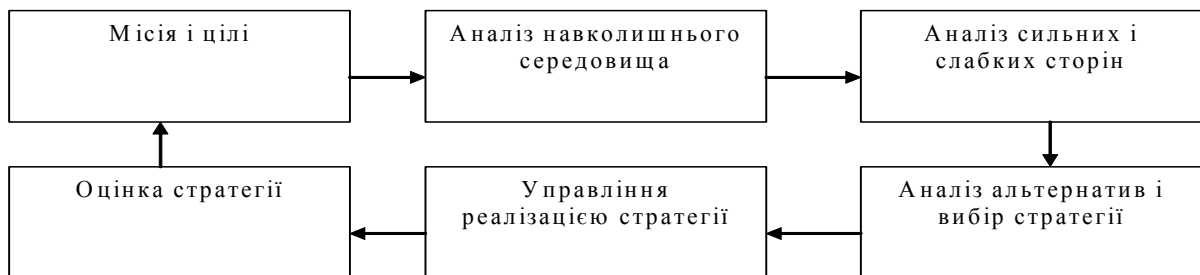 Місія і цілі
Аналіз навколишнього
середовища
Аналіз сильних і
слабких сторін
Оцінка стратегії
Управління
реалізацією стратегії
Аналіз альтернатив і
вибір стратегії